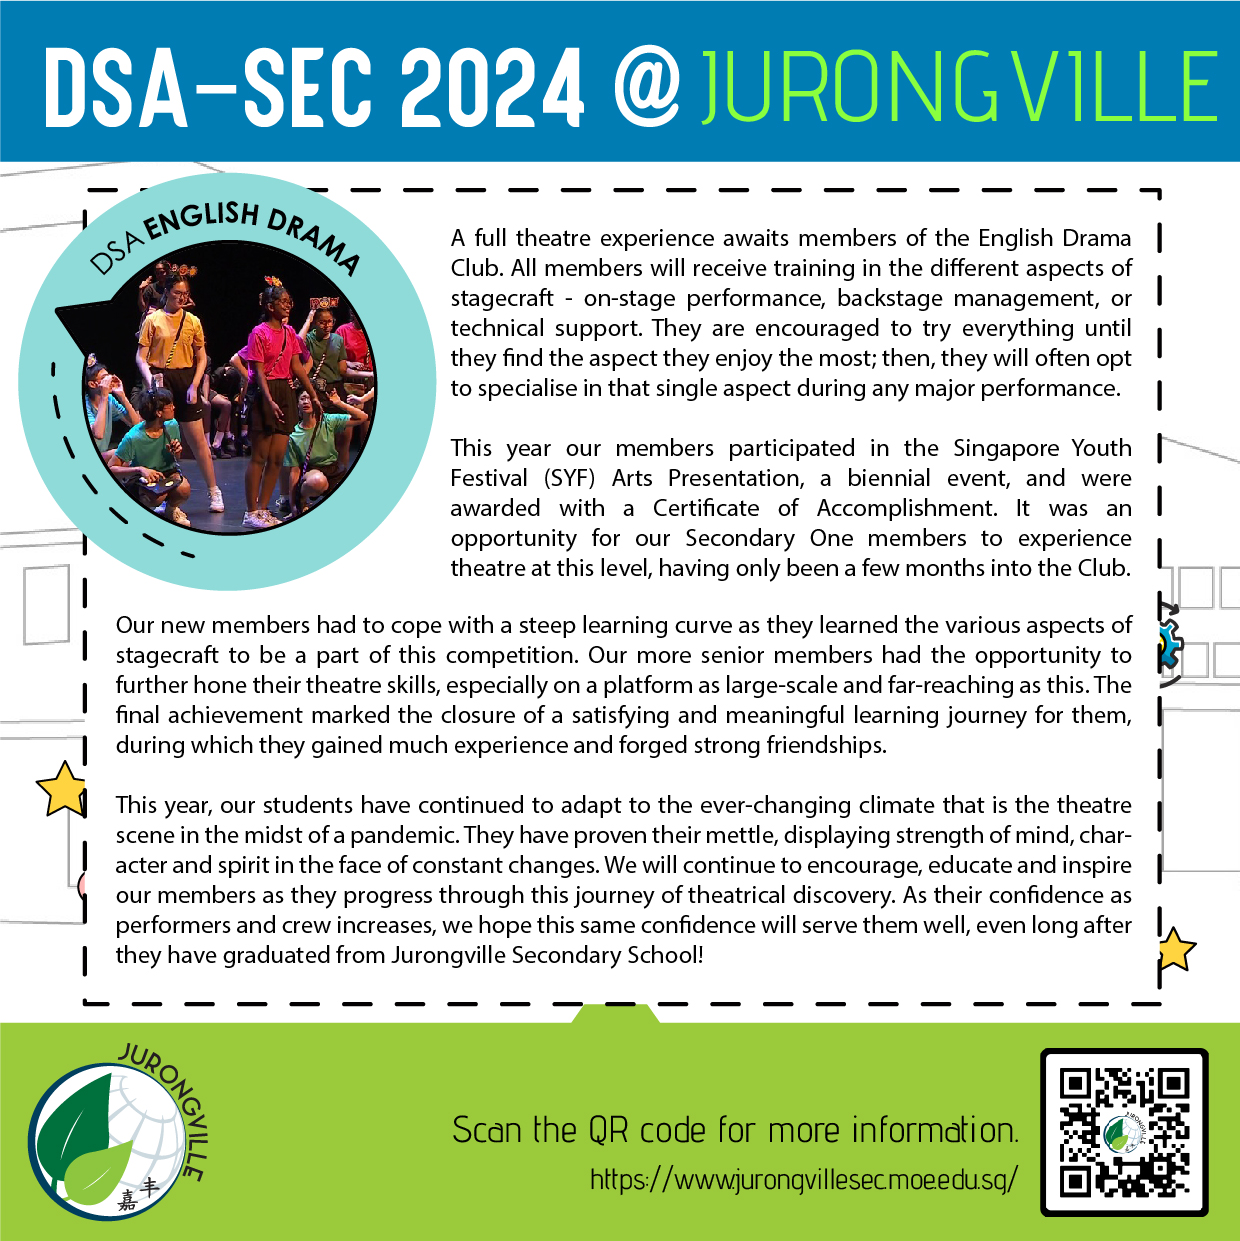 DSA-SEC 2024 @ JURONGVILLE
DSA ENGLISH DRAMA
A full theatre experience awaits members of the English Drama
Club. All members will receive training in the different aspects of
stagecraft - on-stage performance, backstage management, or
technical support. They are encouraged to try everything until
they find the aspect they enjoy the most; then, they will often opt
to specialise in that single aspect during any major performance.
This year our members participated in the Singapore Youth
Festival (SYF) Arts Presentation, a biennial event, and were
awarded with a Certificate of Accomplishment. It was an
opportunity for our Secondary One members to experience
theatre at this level, having only been a few months into the Club.
Our new members had to cope with a steep learning curve as they learned the various aspects of
stagecraft to be a part of this competition. Our more senior members had the opportunity to
further hone their theatre skills, especially on a platform as large-scale and far-reaching as this. The
final achievement marked the closure of a satisfying and meaningful learning journey for them,
during which they gained much experience and forged strong friendships.
This year, our students have continued to adapt to the ever-changing climate that is the theatre
scene in the midst of a pandemic. They have proven their mettle, displaying strength of mind, char-
acter and spirit in the face of constant changes. We will continue to encourage, educate and inspire
our members as they progress through this journey of theatrical discovery. As their confidence as
performers and crew increases, we hope this same confidence will serve them well, even long after
they have graduated from Jurongville Secondary School!
JURONGVILLE
嘉丰
Scan the QR code for more information.
https://www.jurongvillesec.moe.edu.sg/
JURONGVILLE